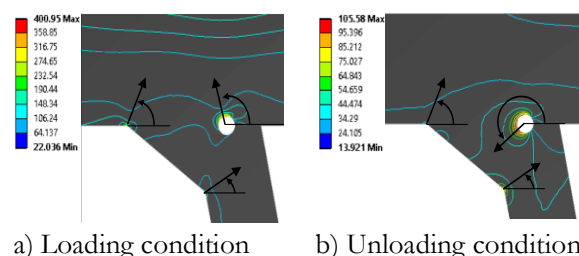 400.95 Max
358.85
316.75
274.65
232.54
190.44
148.34
106.24
64.137
22.036 Min
105.58 Max
95.396
85.212
75.027
64.843
54.659
44.474
34.29
24.105
13.921 Min
a) Loading condition
b) Unloading condition